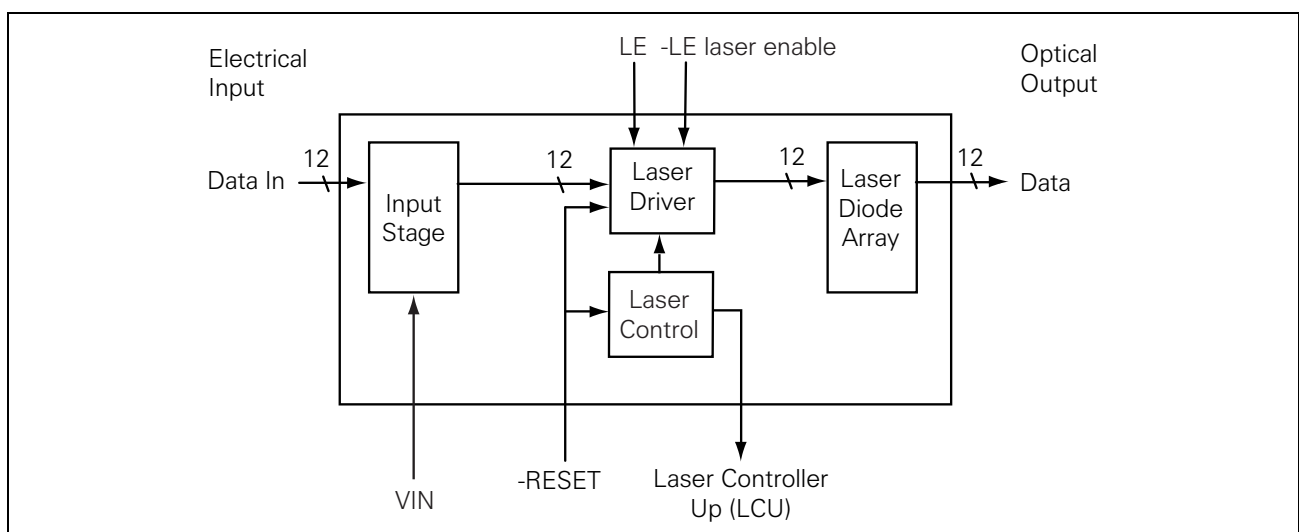 LE -LE laser enable
Electrical
Input
Optical
Output
12
12
12
12
Data In
Input
Stage
Laser
Driver
Laser
Diode
Array
Data
Laser
Control
VIN
-RESET
Laser Controller
Up (LCU)